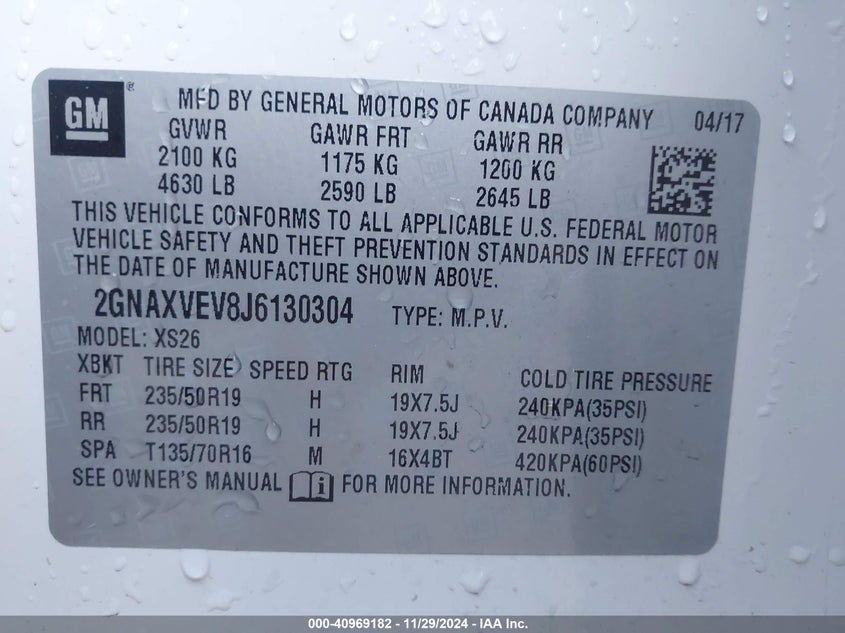 GM ® MFD BY GENERAL MOTORS OF CANADA COMPANY 04/17
GVWR GAWR FRT GAWR RR
2100 KG 1175 KG 1200 KG
4630 LB 2590 LB 2645 LB
THIS VEHICLE CONFORMS TO ALL APPLICABLE U.S. FEDERAL MOTOR
VEHICLE SAFETY AND THEFT PREVENTION STANDARDS IN EFFECT ON
THE DATE OF MANUFACTURE SHOWN ABOVE.
2GNAXVEV8J6130304 TYPE: M.P.V.
MODEL: XS26
XBKT TIRE SIZE SPEED RTG RIM COLD TIRE PRESSURE
FRT 235/50R19 H 19X7.5J 240KPA(35PSI)
RR 235/50R19 H 19X7.5J 240KPA(35PSI)
SPA T135/70R16 M 16X4BT 420KPA(60PSI)
SEE OWNER'S MANUAL i FOR MORE INFORMATION.
000-40969182 - 11/29/2024 - IAA Inc.